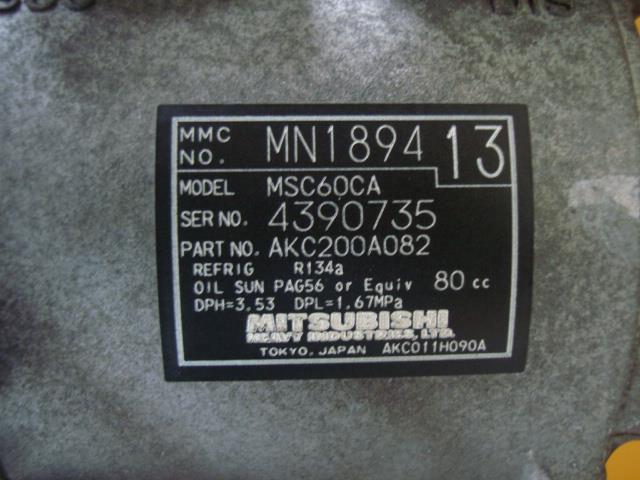 MMC NO. MN1894 13
MODEL MSC60CA
SER NO. 4390735
PART NO. AKC200A082
REFRIG R134a
OIL SUN PAG56 or Equiv 80 cc
DPH=3.53 DPL=1.67MPa
MITSUBISHI
HEAVY INDUSTRIES, LTD.
TOKYO, JAPAN AKC011H090A